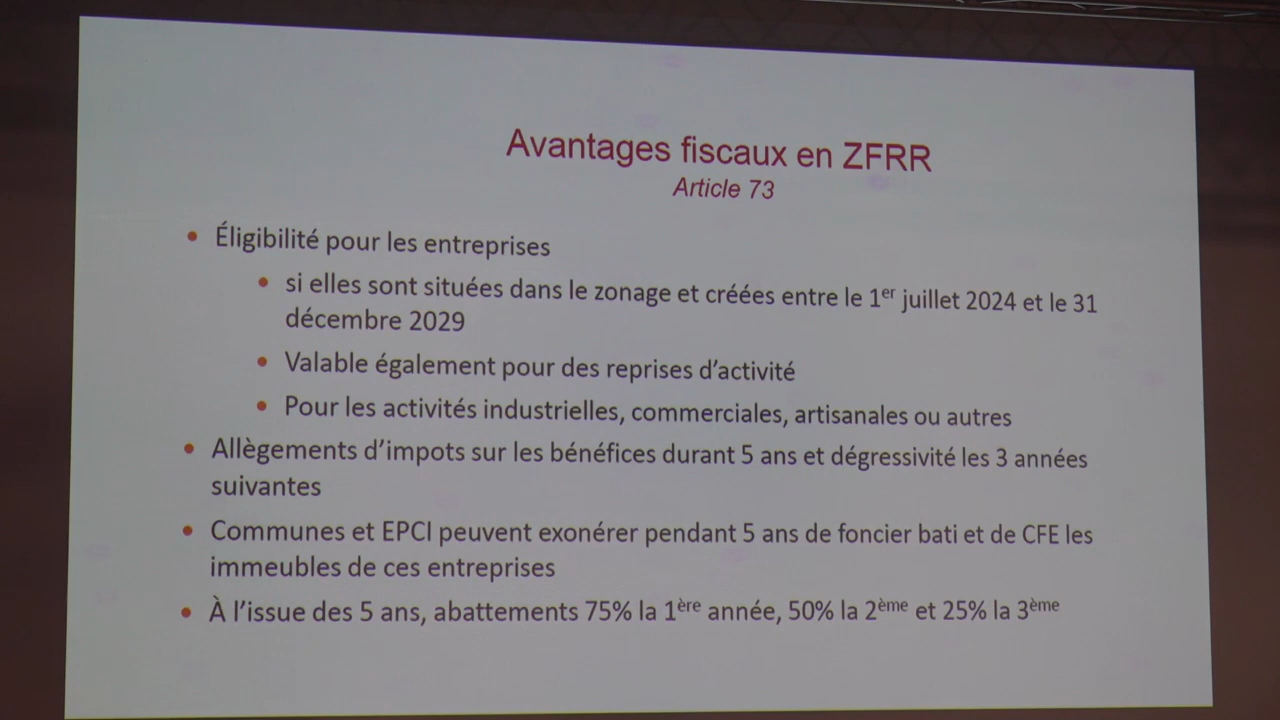 Avantages fiscaux en ZFRR
Article 73
• Éligibilité pour les entreprises
• si elles sont situées dans le zonage et créées entre le 1er juillet 2024 et le 31
décembre 2029
• Valable également pour des reprises d’activité
• Pour les activités industrielles, commerciales, artisanales ou autres
• Allègements d’impots sur les bénéfices durant 5 ans et dégressivité les 3 années
suivantes
• Communes et EPCI peuvent exonérer pendant 5 ans de foncier bati et de CFE les
immeubles de ces entreprises
• À l’issue des 5 ans, abattements 75% la 1ère année, 50% la 2ème et 25% la 3ème